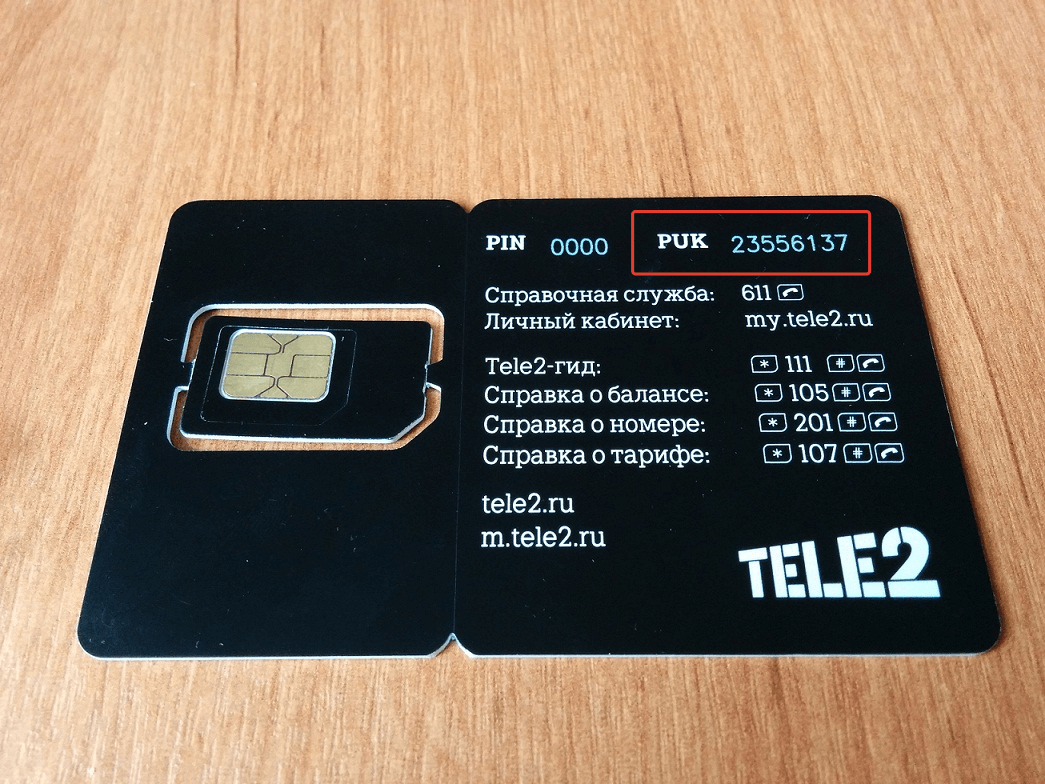 PIN 0000 PUK 23556137
Справочная служба: 611
Личный кабинет: my.tele2.ru
Tele2-гид: * 111 #
Справка о балансе: * 105 #
Справка о номере: * 201 #
Справка о тарифе: * 107 #
tele2.ru
m.tele2.ru
TELE2